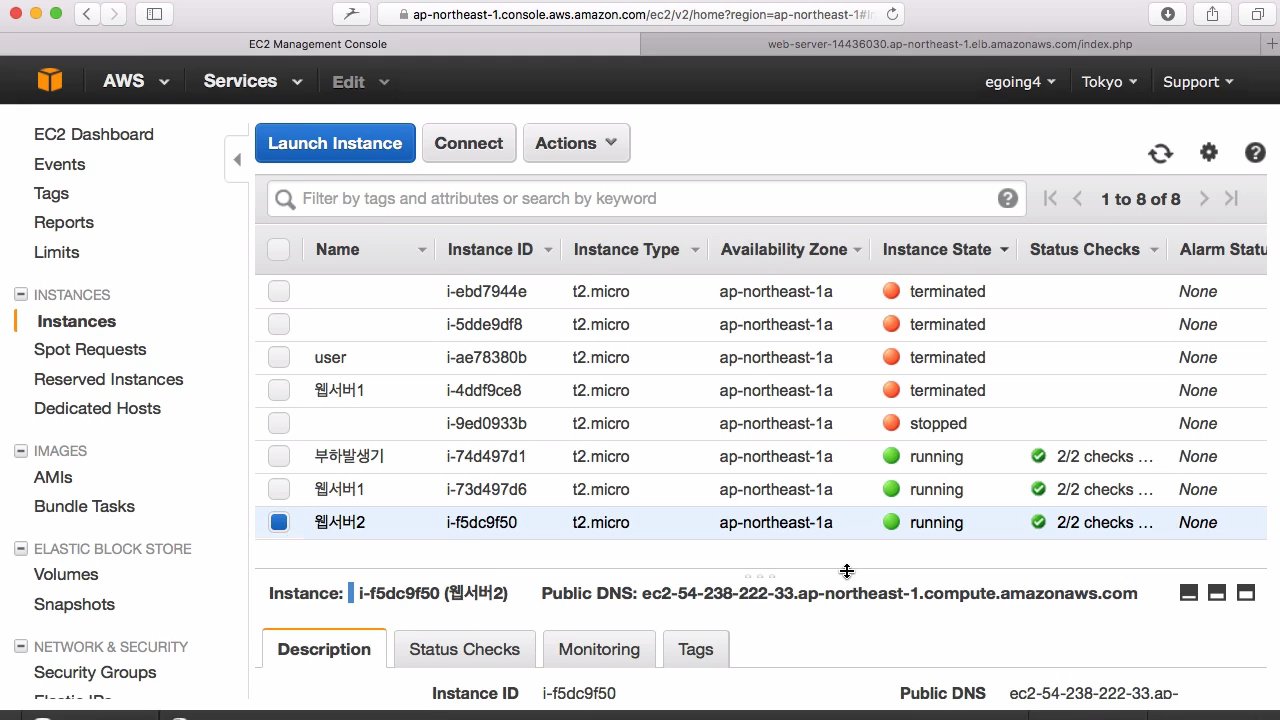 ap-northeast-1.console.aws.amazon.com/ec2/v2/home?region=ap-northeast-1#
EC2 Management Console
web-server-14436030.ap-northeast-1.elb.amazonaws.com/index.php
AWS Services Edit egoing4 Tokyo Support
EC2 Dashboard
Events
Tags
Reports
Limits
INSTANCES
Instances
Spot Requests
Reserved Instances
Dedicated Hosts
IMAGES
AMIs
Bundle Tasks
ELASTIC BLOCK STORE
Volumes
Snapshots
NETWORK & SECURITY
Security Groups
Elastic IPs
Launch Instance Connect Actions
Filter by tags and attributes or search by keyword
1 to 8 of 8
Name Instance ID Instance Type Availability Zone Instance State Status Checks Alarm Statu
i-ebd7944e t2.micro ap-northeast-1a terminated None
i-5dde9df8 t2.micro ap-northeast-1a terminated None
user i-ae78380b t2.micro ap-northeast-1a terminated None
웹서버1 i-4ddf9ce8 t2.micro ap-northeast-1a terminated None
i-9ed0933b t2.micro ap-northeast-1a stopped None
부하발생기 i-74d497d1 t2.micro ap-northeast-1a running 2/2 checks ... None
웹서버1 i-73d497d6 t2.micro ap-northeast-1a running 2/2 checks ... None
웹서버2 i-f5dc9f50 t2.micro ap-northeast-1a running 2/2 checks ... None
Instance: i-f5dc9f50 (웹서버2) Public DNS: ec2-54-238-222-33.ap-northeast-1.compute.amazonaws.com
Description Status Checks Monitoring Tags
Instance ID i-f5dc9f50 Public DNS ec2-54-238-222-33.ap-